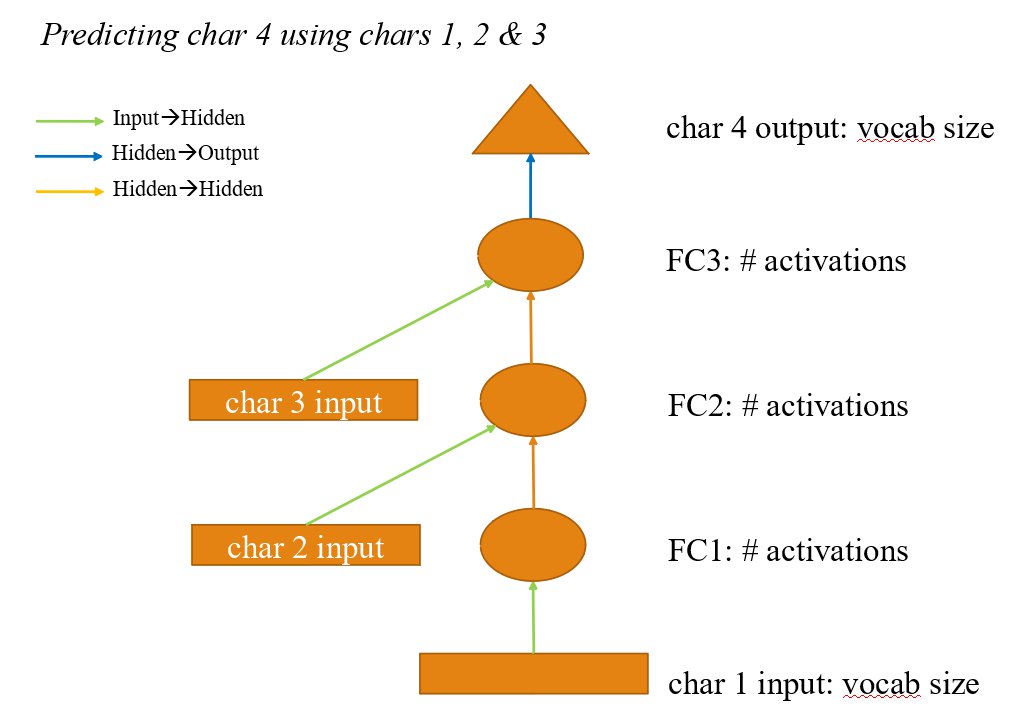 Predicting char 4 using chars 1, 2 & 3
Input→Hidden
Hidden→Output
Hidden→Hidden
char 4 output: vocab size
FC3: # activations
char 3 input
FC2: # activations
char 2 input
FC1: # activations
char 1 input: vocab size